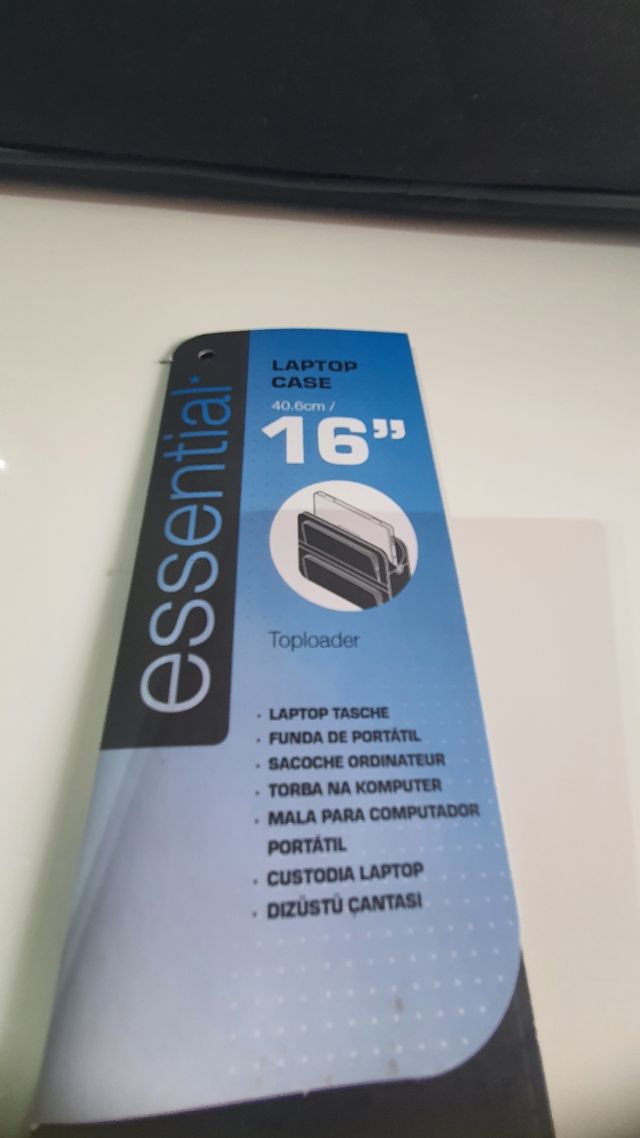 essential*
LAPTOP
CASE
40.6cm /
16”
Toploader
• LAPTOP TASCHE
• FUNDA DE PORTÁTIL
• SACOCHE ORDINATEUR
• TORBA NA KOMPUTER
• MALA PARA COMPUTADOR
PORTÁTIL
• CUSTODIA LAPTOP
• DIZÜSTÜ ÇANTASI